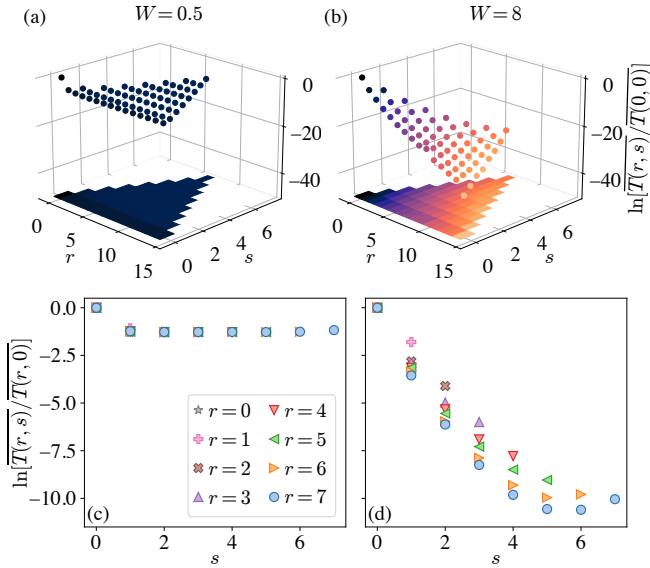 (a)
W = 0.5
(b)
W = 8
0
−20
−40
0
5
10
15
r
0
2
4
6
s
0
−20
−40
0
5
10
15
r
0
2
4
6
s
ln[T(r, s)/T(0, 0)]
0.0
−2.5
−5.0
−7.5
−10.0
ln[T(r, s)/T(r, 0)]
r = 0
r = 1
r = 2
r = 3
r = 4
r = 5
r = 6
r = 7
(c)
0
2
4
6
s
(d)
0
2
4
6
s